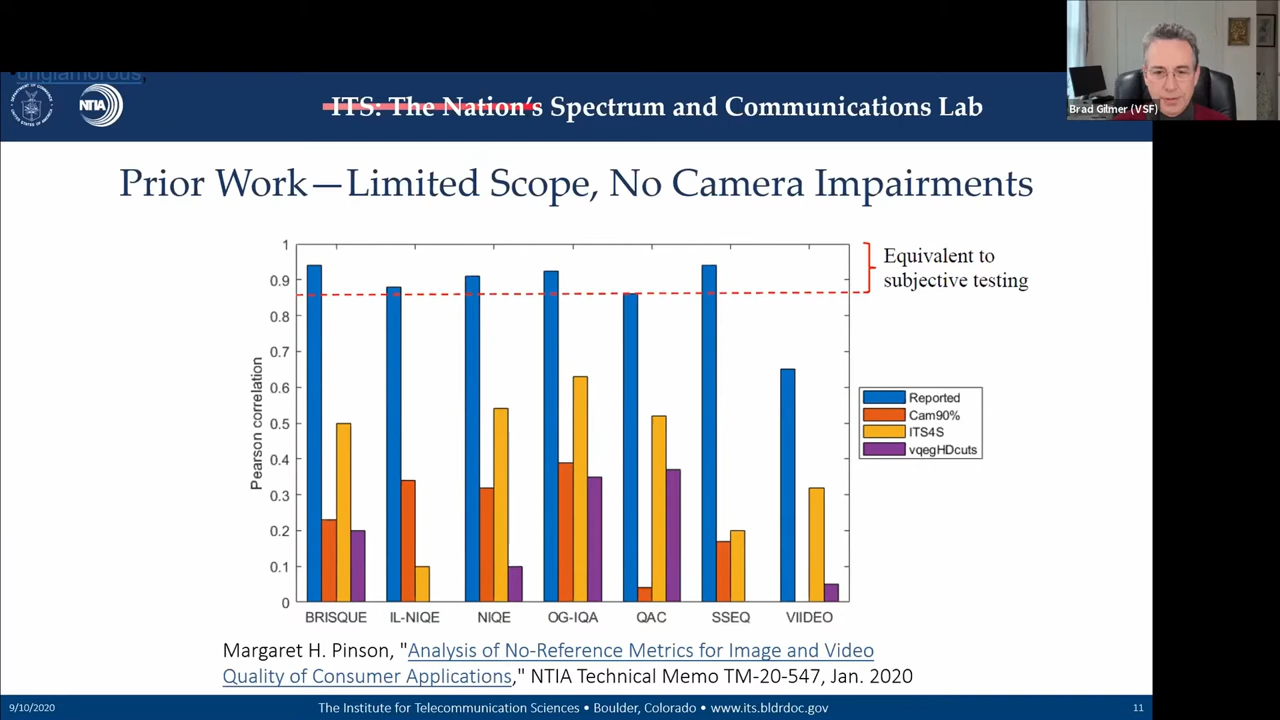 unglamorous,
NTIA
ITS: The Nation's Spectrum and Communications Lab
Brad Gilmer (VSF)
Prior Work—Limited Scope, No Camera Impairments
1
0.9
0.8
0.7
0.6
0.5
0.4
0.3
0.2
0.1
0
Pearson correlation
Equivalent to
subjective testing
Reported
Cam90%
ITS4S
vqegHDcuts
BRISQUE IL-NIQE NIQE OG-IQA QAC SSEQ VIIDEO
Margaret H. Pinson, "Analysis of No-Reference Metrics for Image and Video
Quality of Consumer Applications," NTIA Technical Memo TM-20-547, Jan. 2020
9/10/2020 The Institute for Telecommunication Sciences • Boulder, Colorado • www.its.bldrdoc.gov 11